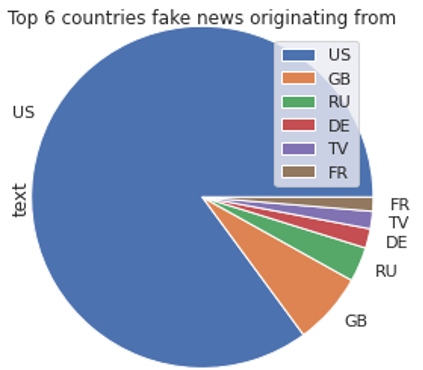 Top 6 countries fake news originating from
US
GB
RU
DE
TV
FR
US
text
FR
TV
DE
RU
GB